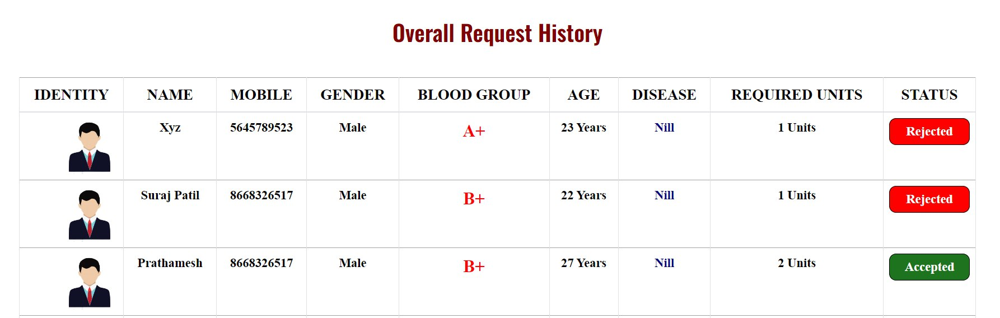 Overall Request History
IDENTITY NAME MOBILE GENDER BLOOD GROUP AGE DISEASE REQUIRED UNITS STATUS
Xyz 5645789523 Male A+ 23 Years Nill 1 Units Rejected
Suraj Patil 8668326517 Male B+ 22 Years Nill 1 Units Rejected
Prathamesh 8668326517 Male B+ 27 Years Nill 2 Units Accepted